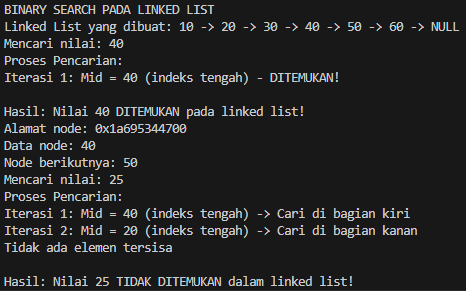 BINARY SEARCH PADA LINKED LIST
Linked List yang dibuat: 10 -> 20 -> 30 -> 40 -> 50 -> 60 -> NULL
Mencari nilai: 40
Proses Pencarian:
Iterasi 1: Mid = 40 (indeks tengah) - DITEMUKAN!

Hasil: Nilai 40 DITEMUKAN pada linked list!
Alamat node: 0x1a695344700
Data node: 40
Node berikutnya: 50
Mencari nilai: 25
Proses Pencarian:
Iterasi 1: Mid = 40 (indeks tengah) -> Cari di bagian kiri
Iterasi 2: Mid = 20 (indeks tengah) -> Cari di bagian kanan
Tidak ada elemen tersisa

Hasil: Nilai 25 TIDAK DITEMUKAN dalam linked list!